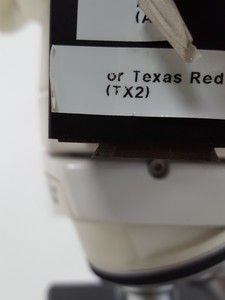 (A
or Texas Red
(TX2)